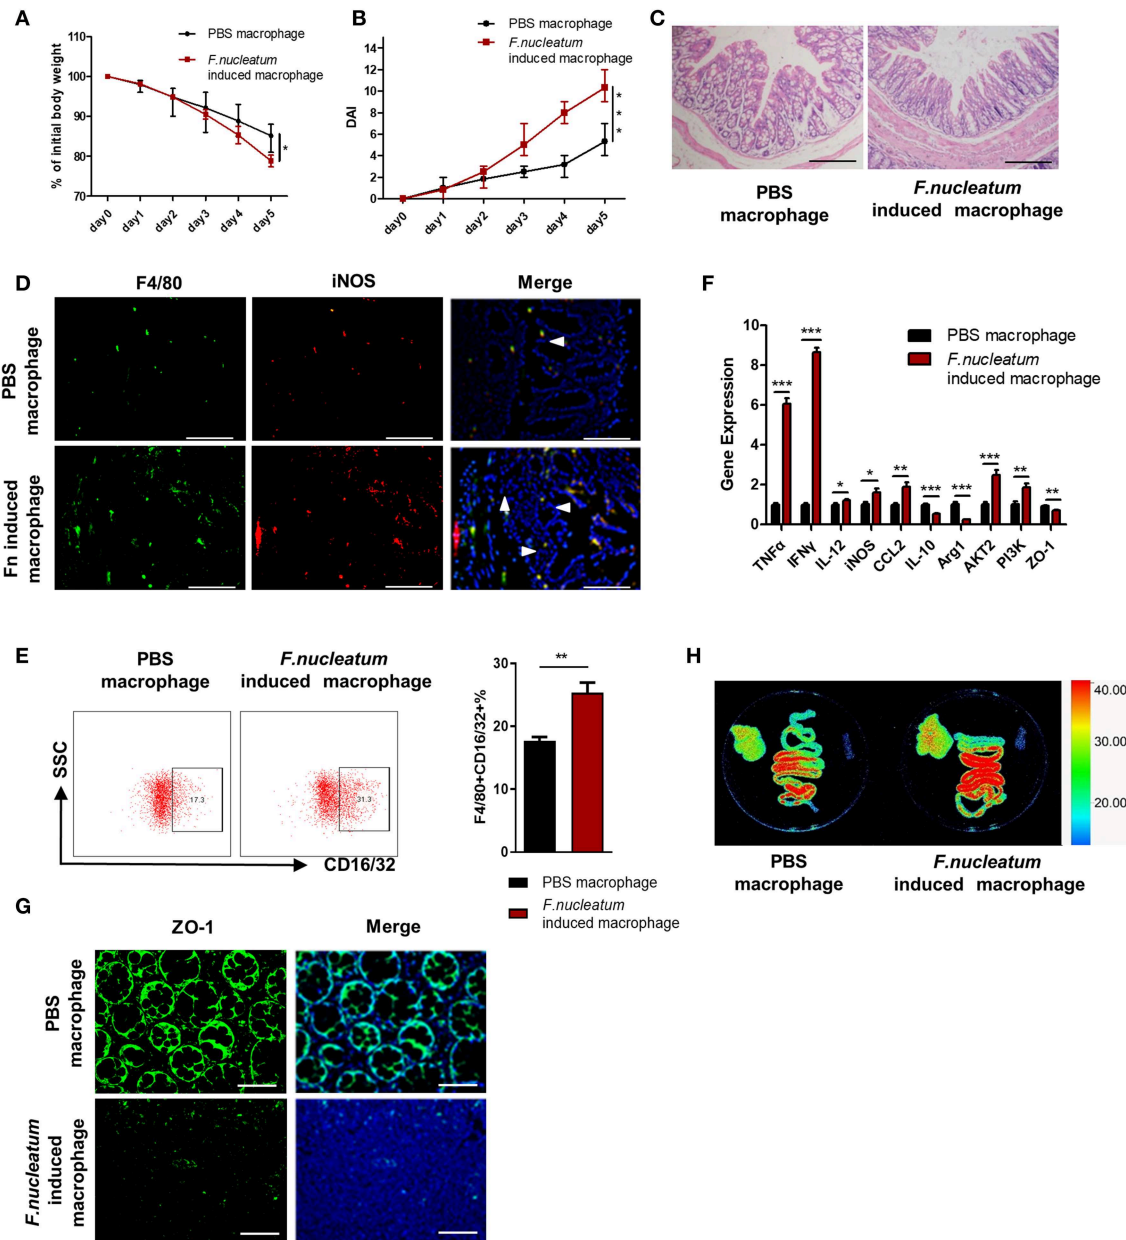 A
PBS macrophage
F.nucleatum
induced macrophage
% of initial body weight
110
100
90
80
70
*
day0
day1
day2
day3
day4
day5
B
PBS macrophage
F.nucleatum
induced macrophage
DAI
14
12
10
8
6
4
2
0
***
day0
day1
day2
day3
day4
day5
C
PBS
macrophage
F.nucleatum
induced macrophage
D
F4/80
iNOS
Merge
PBS
macrophage
Fn induced
macrophage
F
PBS macrophage
F.nucleatum
induced macrophage
Gene Expression
10
8
6
4
2
0
***
***
*
*
**
***
***
***
**
**
TNFα
IFNγ
IL-12
iNOS
CCL2
IL-10
Arg1
AKT2
PI3K
ZO-1
E
PBS
macrophage
F.nucleatum
induced macrophage
SSC
17.3
31.3
CD16/32
F4/80+CD16/32+%
30
20
10
0
**
PBS macrophage
F.nucleatum
induced macrophage
H
40.00
30.00
20.00
PBS
macrophage
F.nucleatum
induced macrophage
G
ZO-1
Merge
PBS
macrophage
F.nucleatum
induced
macrophage